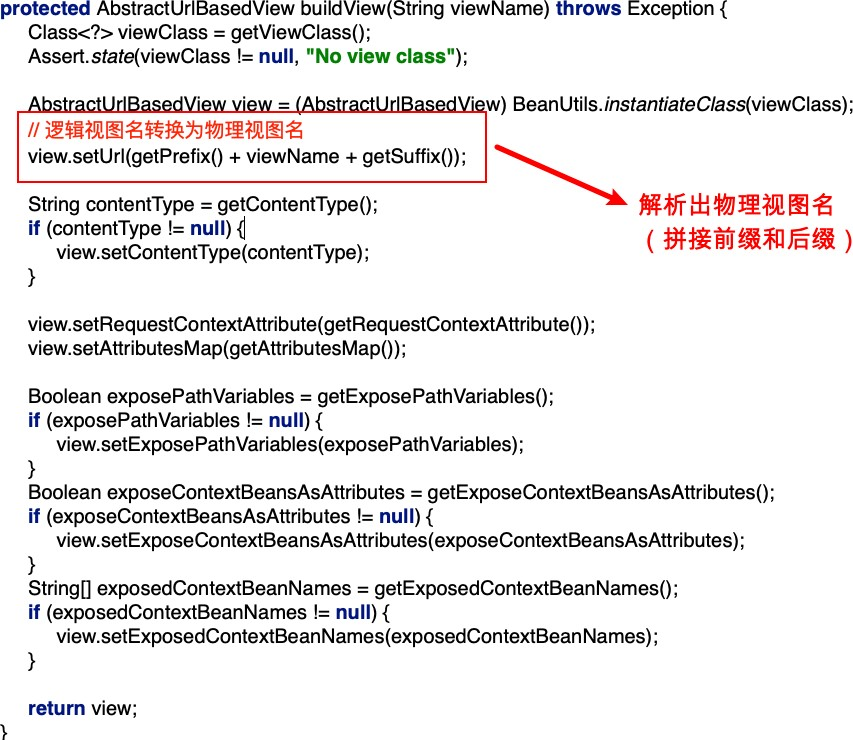 protected AbstractUrlBasedView buildView(String viewName) throws Exception {
Class<?> viewClass = getViewClass();
Assert.state(viewClass != null, "No view class");
AbstractUrlBasedView view = (AbstractUrlBasedView) BeanUtils.instantiateClass(viewClass);
// 逻辑视图名转换为物理视图名
view.setUrl(getPrefix() + viewName + getSuffix());
解析出物理视图名
（拼接前缀和后缀）
String contentType = getContentType();
if (contentType != null) {
view.setContentType(contentType);
}
view.setRequestContextAttribute(getRequestContextAttribute());
view.setAttributesMap(getAttributesMap());
Boolean exposePathVariables = getExposePathVariables();
if (exposePathVariables != null) {
view.setExposePathVariables(exposePathVariables);
}
Boolean exposeContextBeansAsAttributes = getExposeContextBeansAsAttributes();
if (exposeContextBeansAsAttributes != null) {
view.setExposeContextBeansAsAttributes(exposeContextBeansAsAttributes);
}
String[] exposedContextBeanNames = getExposedContextBeanNames();
if (exposedContextBeanNames != null) {
view.setExposedContextBeanNames(exposedContextBeanNames);
}
return view;
}